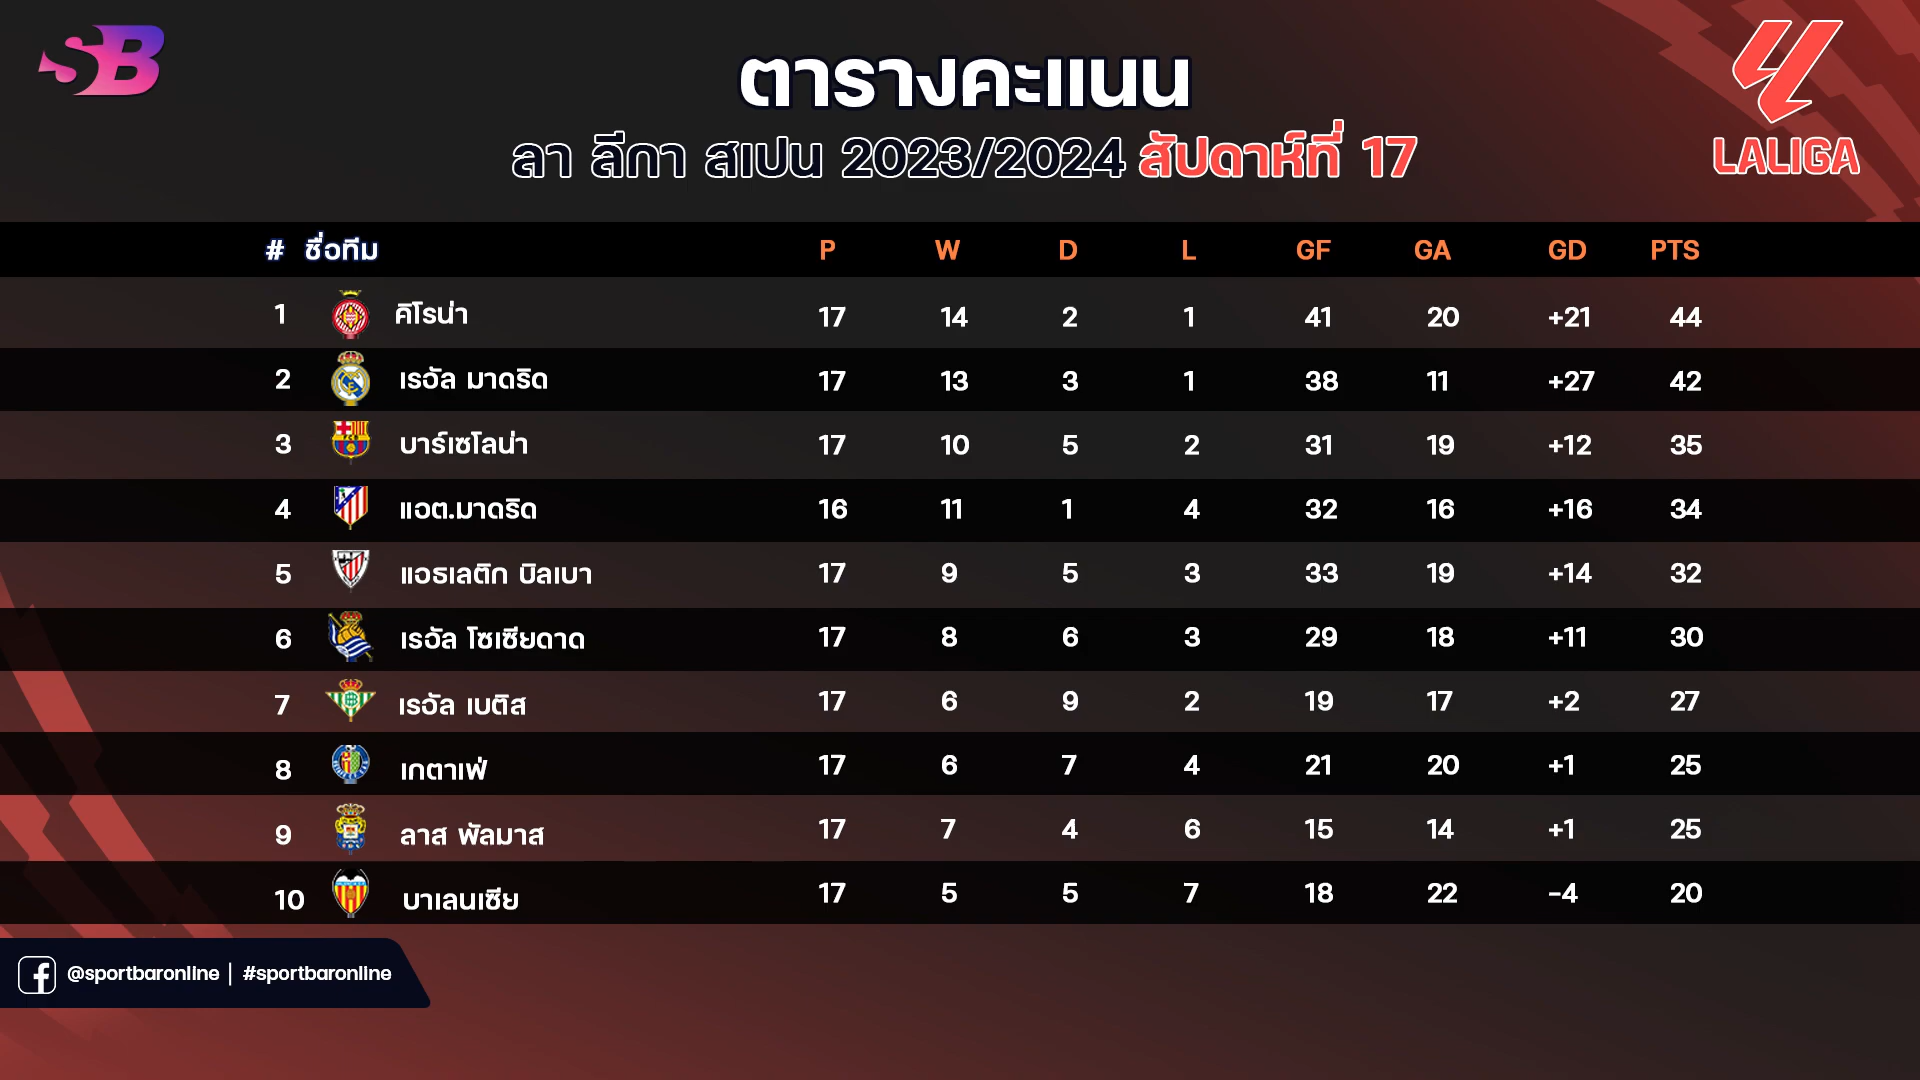 SB
ตารางคะแนน
ลา ลีกา สเปน 2023/2024 สัปดาห์ที่ 17
LALIGA
# ชื่อทีม P W D L GF GA GD PTS
1 คิโรน่า 17 14 2 1 41 20 +21 44
2 เรอัล มาดริด 17 13 3 1 38 11 +27 42
3 บาร์เซโลน่า 17 10 5 2 31 19 +12 35
4 แอต.มาดริด 16 11 1 4 32 16 +16 34
5 แอธเลติก บิลเบา 17 9 5 3 33 19 +14 32
6 เรอัล โซเซียดาด 17 8 6 3 29 18 +11 30
7 เรอัล เบติส 17 6 9 2 19 17 +2 27
8 เกตาเฟ่ 17 6 7 4 21 20 +1 25
9 ลาส พัลมาส 17 7 4 6 15 14 +1 25
10 บาเลนเซีย 17 5 5 7 18 22 -4 20
@sportbaronline | #sportbaronline